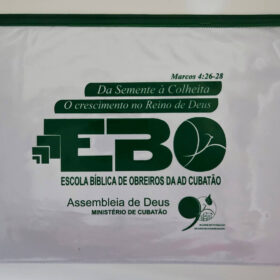 Marcos 4:26-28
Da Semente à Colheita
O crescimento no Reino de Deus
EBO
ESCOLA BÍBLICA DE OBREIROS DA AD CUBATÃO
Assembleia de Deus
MINISTÉRIO DE CUBATÃO